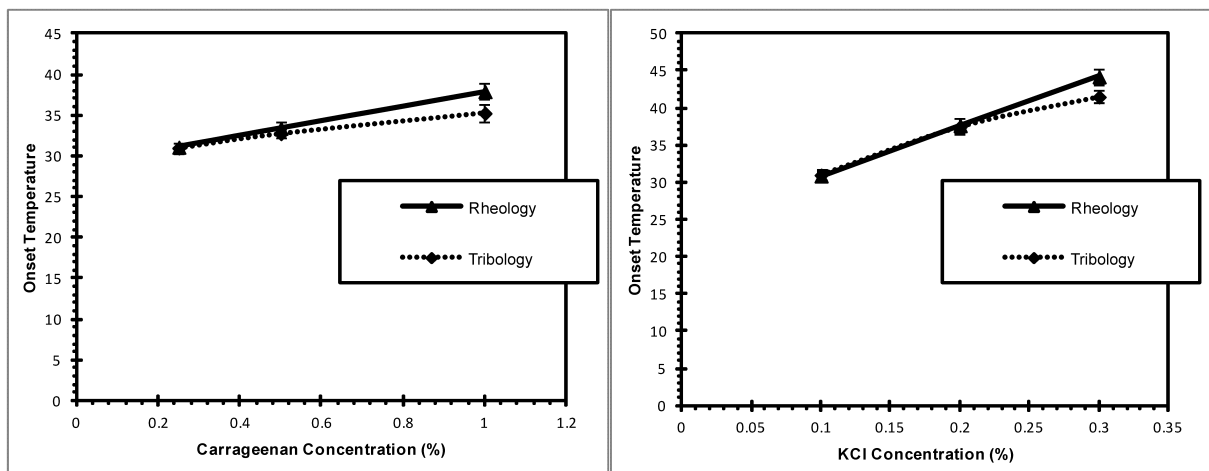 45
40
35
30
25
20
15
10
5
0
Onset Temperature
0 0.2 0.4 0.6 0.8 1 1.2
Carrageenan Concentration (%)
Rheology
Tribology
50
45
40
35
30
25
20
15
10
5
0
Onset Temperature
0 0.05 0.1 0.15 0.2 0.25 0.3 0.35
KCl Concentration (%)
Rheology
Tribology